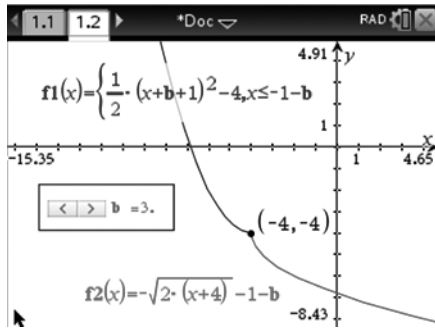 1.1 1.2 *Doc RAD
4.91 y
f1(x)={1/2·(x+b+1)^2-4,x≤-1-b
1
x
-15.35 1 4.65
< > b =3.
(-4,-4)
f2(x)=-√2·(x+4) -1-b
-8.43